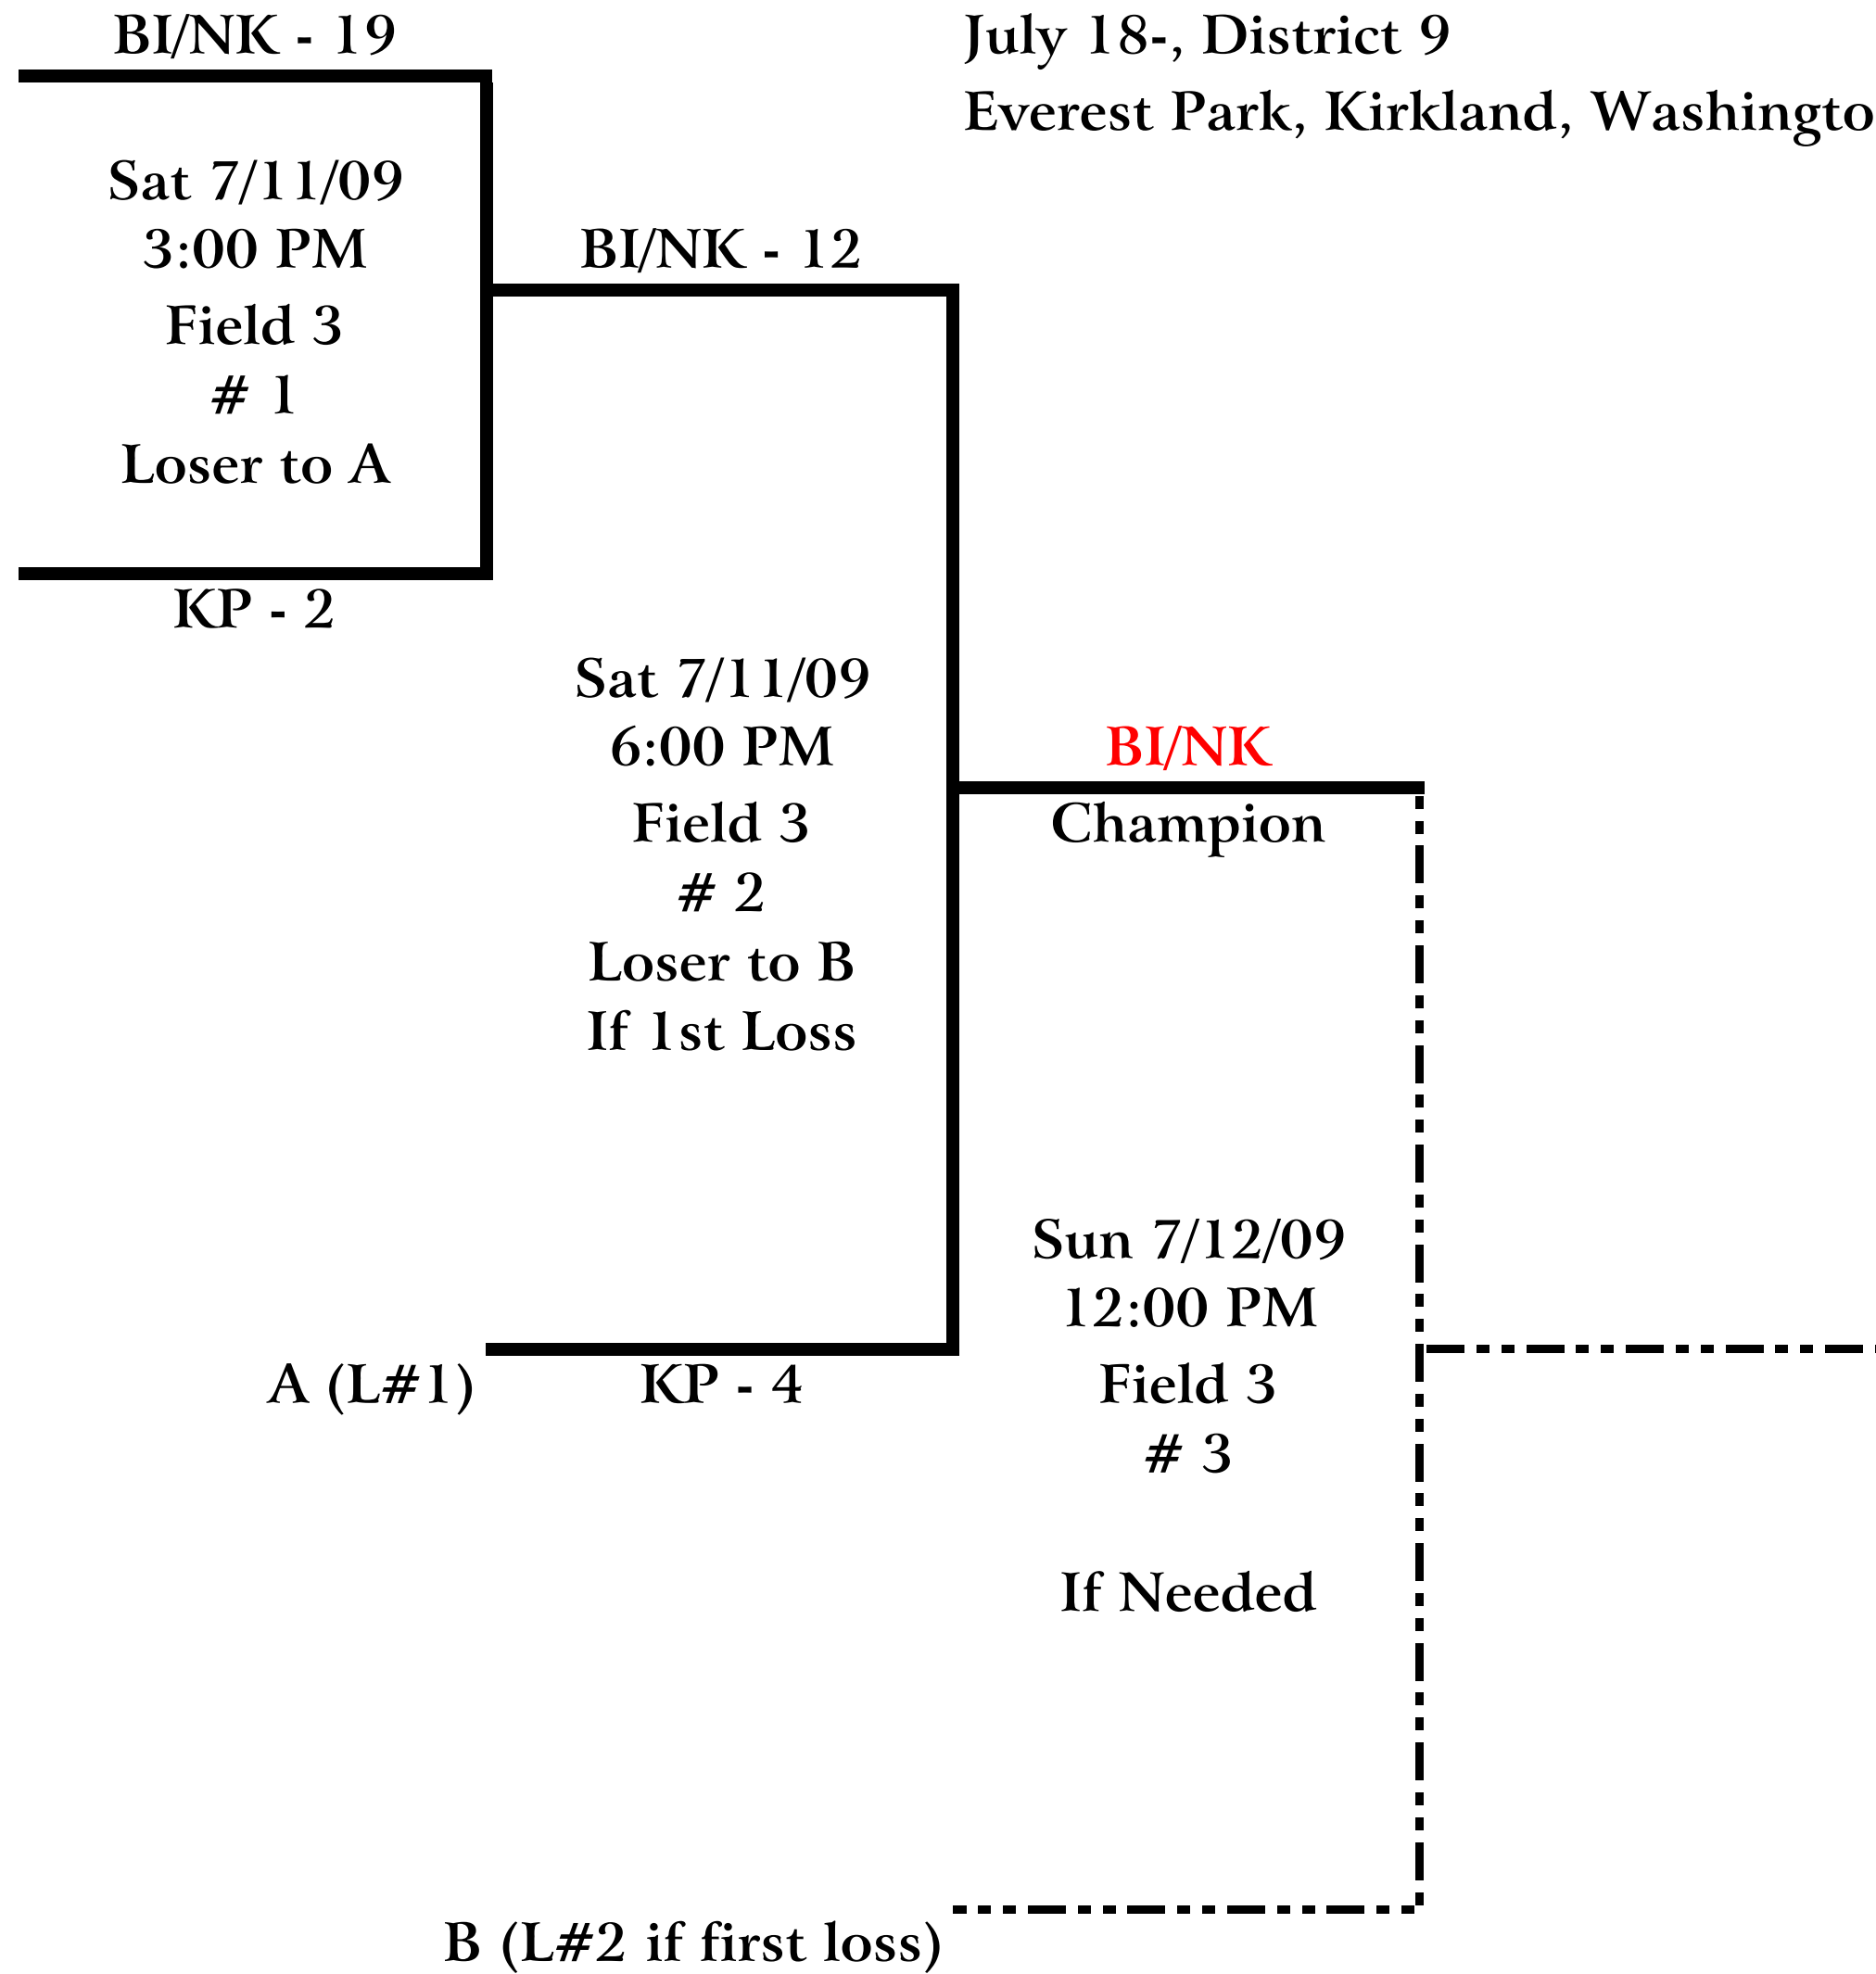 BI/NK - 19
July 18-, District 9
Everest Park, Kirkland, Washingto
Sat 7/11/09
3:00 PM
Field 3
# 1
Loser to A
BI/NK - 12
KP - 2
Sat 7/11/09
6:00 PM
Field 3
# 2
Loser to B
If 1st Loss
BI/NK
Champion
Sun 7/12/09
12:00 PM
Field 3
# 3
If Needed
A (L#1)
KP - 4
B (L#2 if first loss)